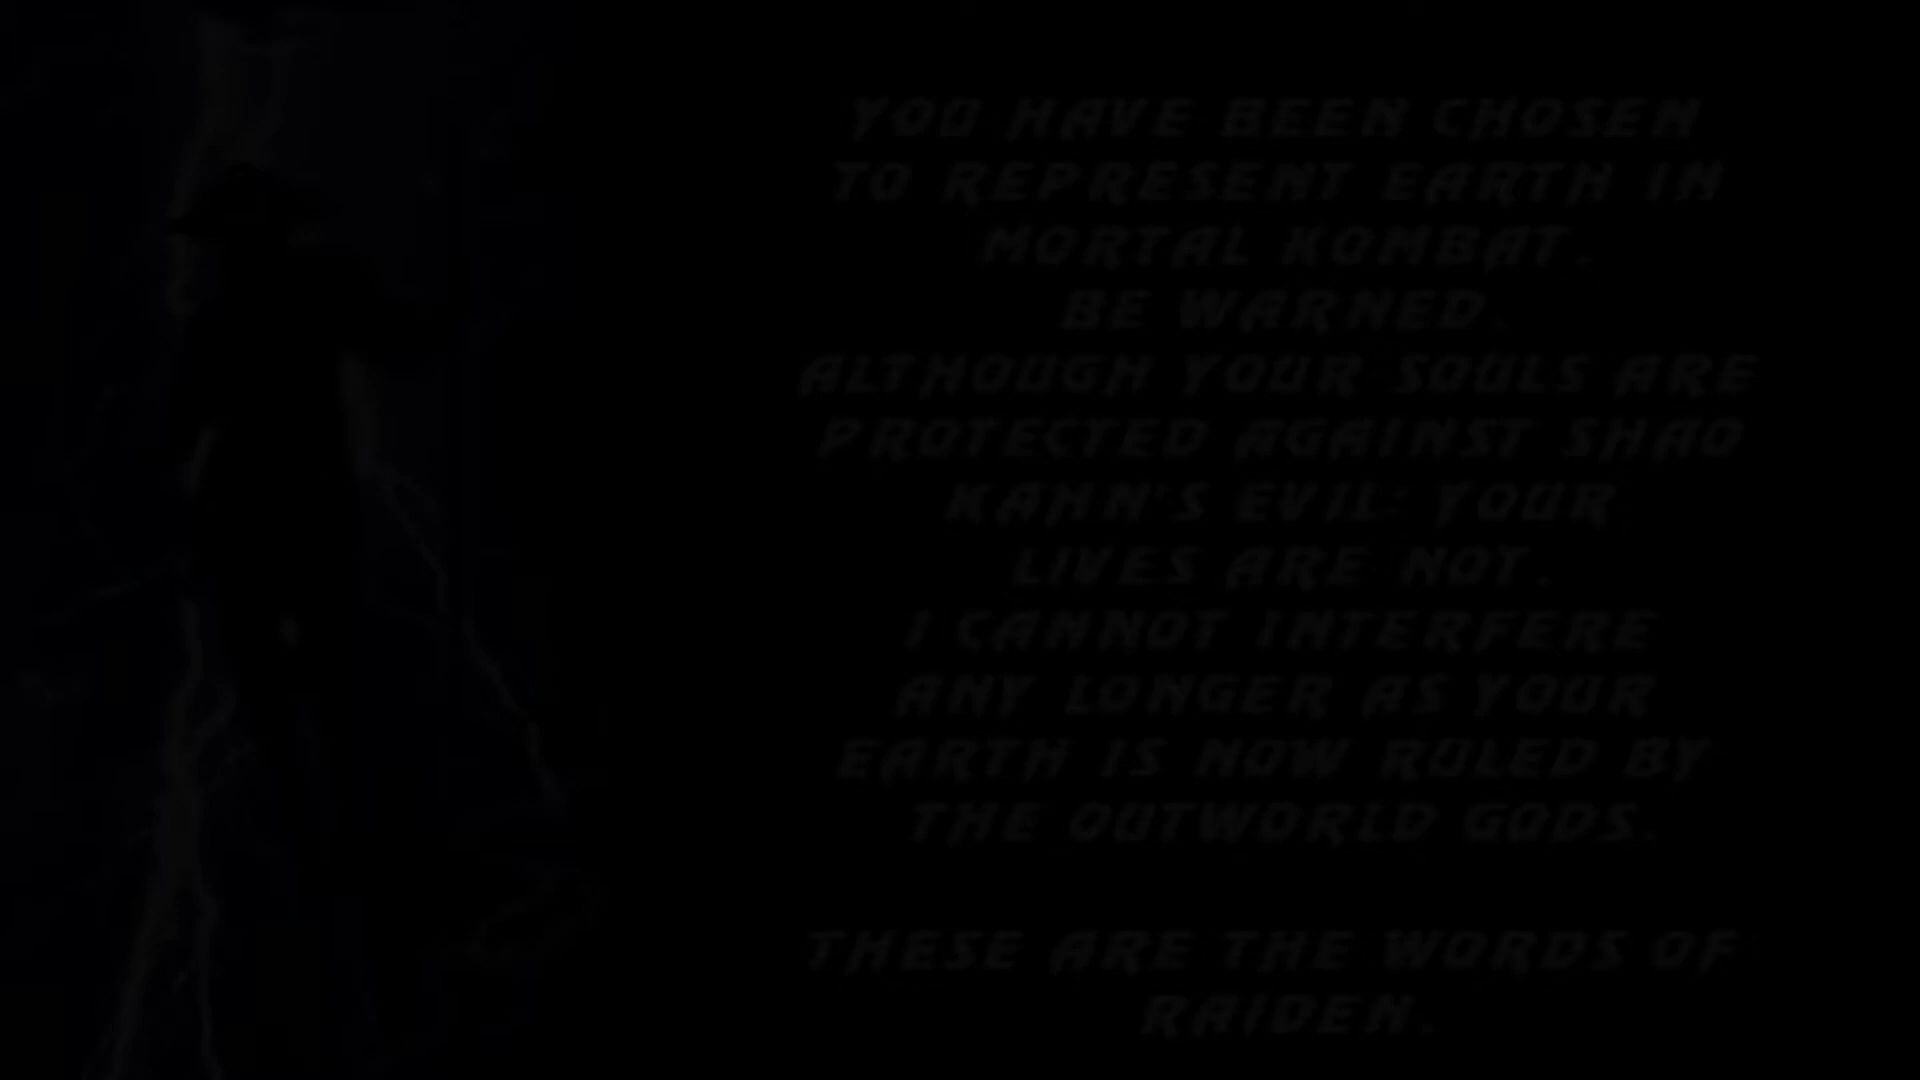 YOU HAVE BEEN CHOSEN
TO REPRESENT EARTH IN
MORTAL KOMBAT.
BE WARNED.
ALTHOUGH YOUR SOULS ARE
PROTECTED AGAINST SHAO
KAHN'S EVIL: YOUR
LIVES ARE NOT.
I CANNOT INTERFERE
ANY LONGER AS YOUR
EARTH IS NOW RULED BY
THE OUTWORLD GODS.
THESE ARE THE WORDS OF
RAIDEN.